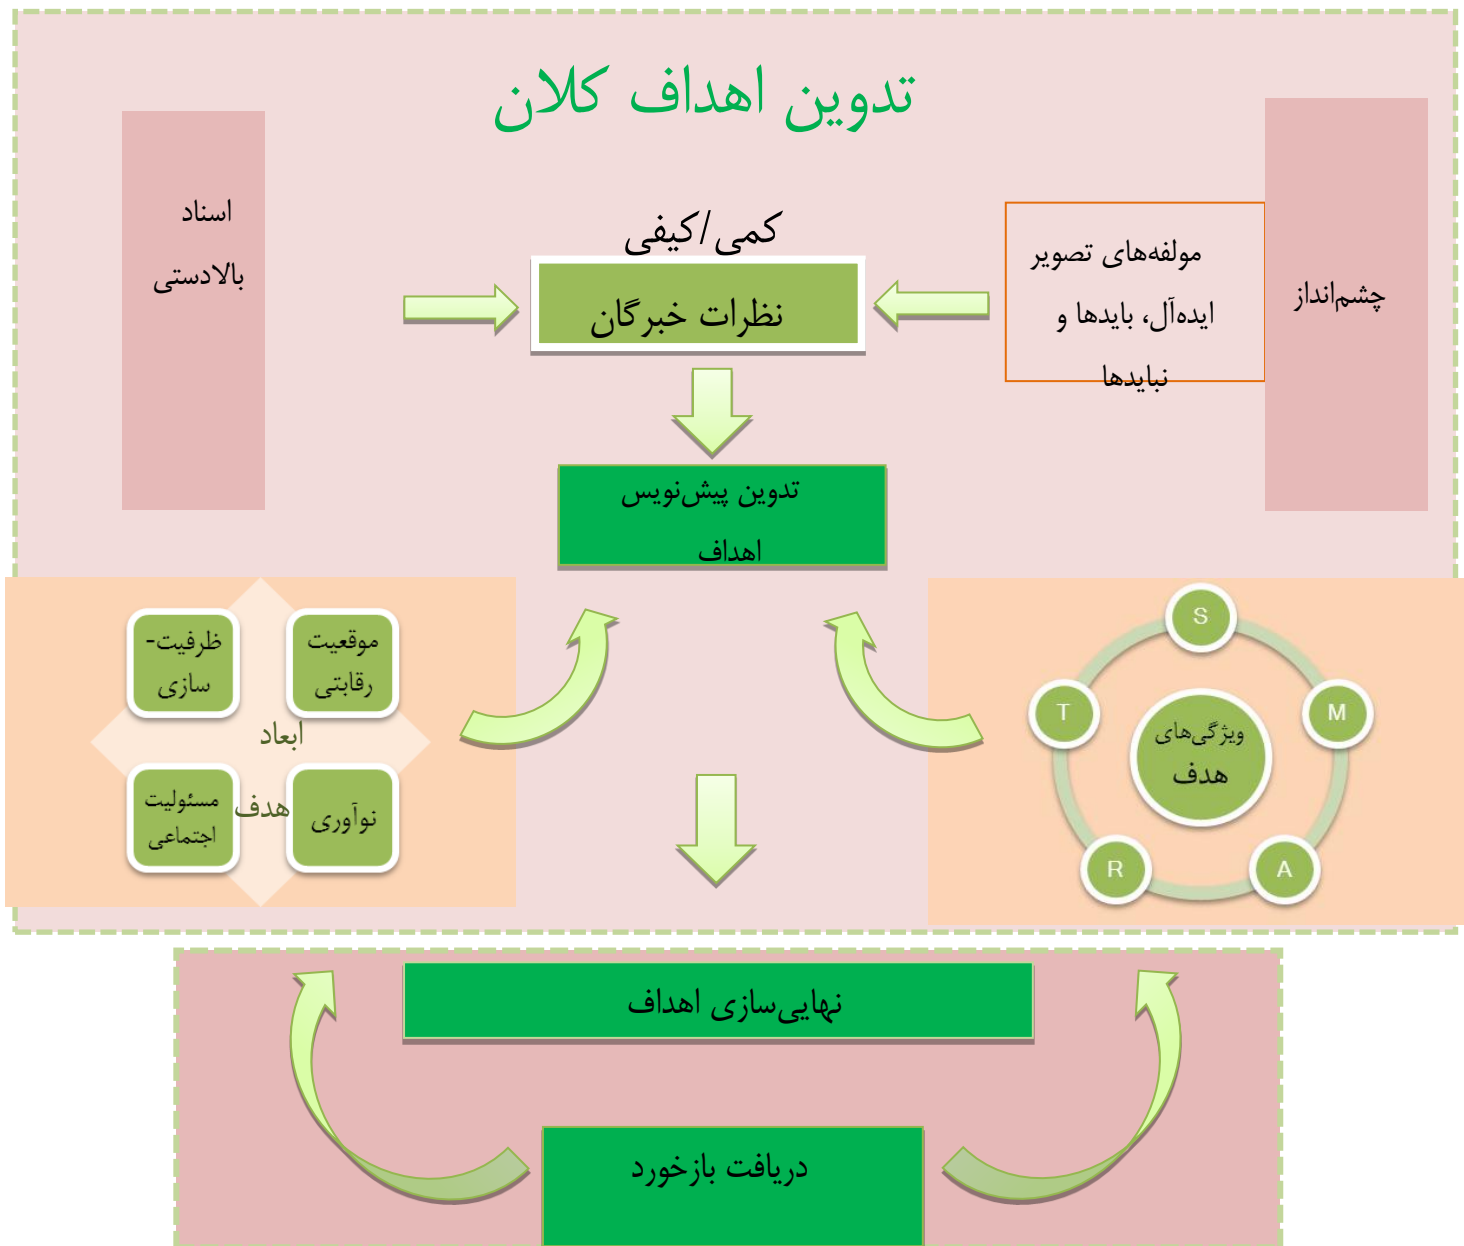 تدوین اهداف کلان
چشم‌انداز
مولفه‌های تصویر
ایده‌آل، بایدها و
نبایدها
کمی/کیفی
نظرات خبرگان
اسناد
بالادستی
تدوین پیش‌نویس
اهداف
S
M
A
R
T
ویژگی‌های
هدف
موقعیت
رقابتی
ظرفیت-
سازی
ابعاد
هدف
نوآوری
مسئولیت
اجتماعی
نهایی‌سازی اهداف
دریافت بازخورد